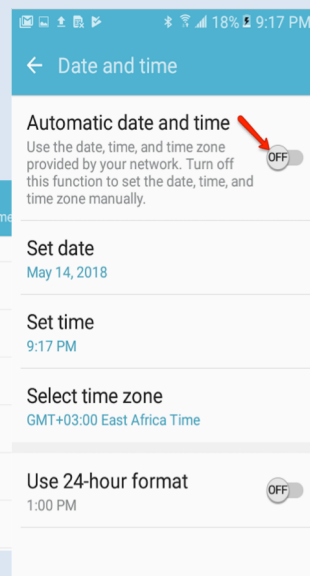 18% 9:17 PM
Date and time
Automatic date and time
Use the date, time, and time zone
provided by your network. Turn off
this function to set the date, time, and
time zone manually.
OFF
me
Set date
May 14, 2018
Set time
9:17 PM
Select time zone
GMT+03:00 East Africa Time
Use 24-hour format
OFF
1:00 PM